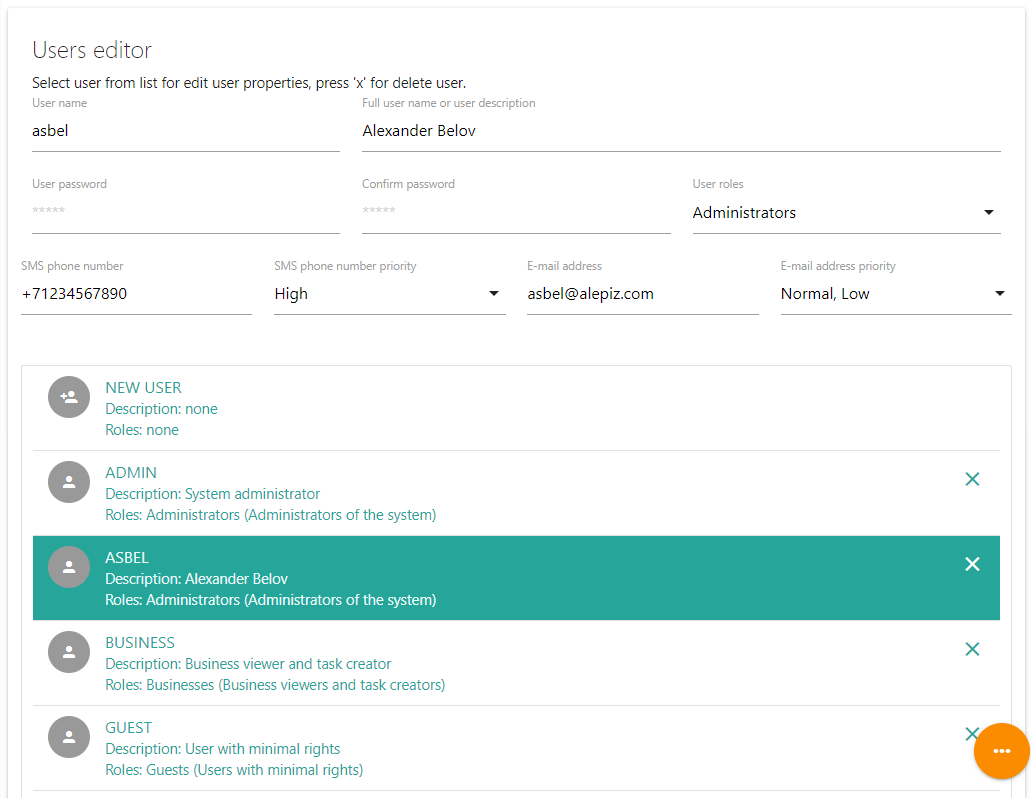 Users editor
Select user from list for edit user properties, press 'x' for delete user.
User name Full user name or user description
asbel Alexander Belov
User password Confirm password User roles
***** ***** Administrators
SMS phone number SMS phone number priority E-mail address E-mail address priority
+71234567890 High asbel@alepiz.com Normal, Low
NEW USER
Description: none
Roles: none
ADMIN
Description: System administrator
Roles: Administrators (Administrators of the system)
ASBEL
Description: Alexander Belov
Roles: Administrators (Administrators of the system)
BUSINESS
Description: Business viewer and task creator
Roles: Businesses (Business viewers and task creators)
GUEST
Description: User with minimal rights
Roles: Guests (Users with minimal rights)